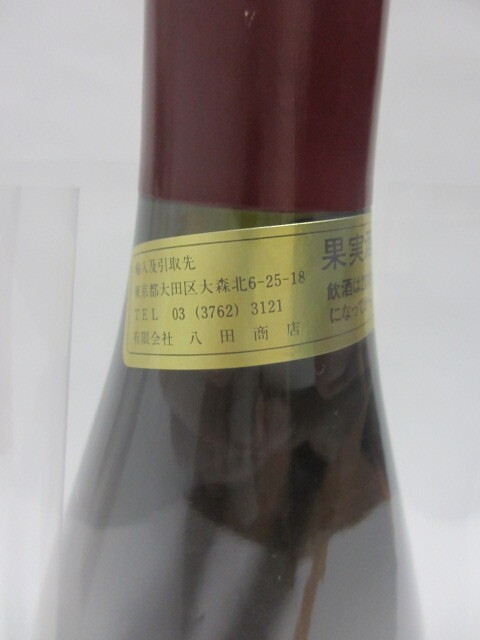 輸入及引取先
東京都大田区大森北6-25-18
TEL 03 (3762) 3121
有限会社 八田商店
果実酒
飲酒は
になって